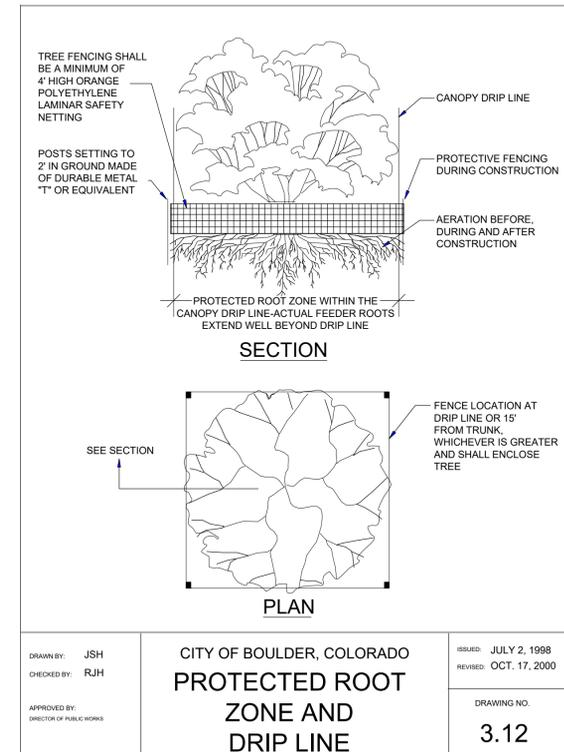 TREE FENCING SHALL
BE A MINIMUM OF
4' HIGH ORANGE
POLYETHYLENE
LAMINAR SAFETY
NETTING
POSTS SETTING TO
2' IN GROUND MADE
OF DURABLE METAL
"T" OR EQUIVALENT
CANOPY DRIP LINE
PROTECTIVE FENCING
DURING CONSTRUCTION
AERATION BEFORE,
DURING AND AFTER
CONSTRUCTION
PROTECTED ROOT ZONE WITHIN THE
CANOPY DRIP LINE-ACTUAL FEEDER ROOTS
EXTEND WELL BEYOND DRIP LINE
SECTION
SEE SECTION
FENCE LOCATION AT
DRIP LINE OR 15'
FROM TRUNK,
WHICHEVER IS GREATER
AND SHALL ENCLOSE
TREE
PLAN
DRAWN BY: JSH
CHECKED BY: RJH
APPROVED BY:
DIRECTOR OF PUBLIC WORKS
CITY OF BOULDER, COLORADO
PROTECTED ROOT
ZONE AND
DRIP LINE
ISSUED: JULY 2, 1998
REVISED: OCT. 17, 2000
DRAWING NO.
3.12